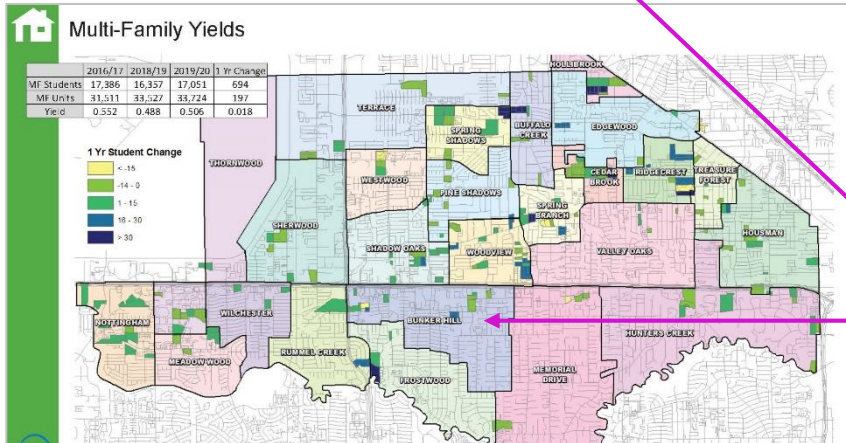 Multi-Family Yields
2016/17 2018/19 2019/20 1 Yr Change
MF Students 17,386 16,357 17,051 694
MF Units 31,511 33,527 33,724 197
Yield 0.552 0.488 0.506 0.018
1 Yr Student Change
< -15
-14 - 0
1 - 15
16 - 30
> 30
HOLLIBROOK
TERRACE
SPRING
SHADOWS
BUFFALO
CREEK
EDGEWOOD
THORNWOOD
WESTWOOD
CEDAR
BROOK
RIDGECREST
TREASURE
FOREST
PINE SHADOWS
SPRING
BRANCH
SHERWOOD
HOUSMAN
SHADOW OAKS
WOODVIEW
VALLEY OAKS
NOTTINGHAM
WILCHESTER
BUNKER HILL
HUNTERS CREEK
MEADOW WOOD
RUMMEL CREEK
FROSTWOOD
MEMORIAL
DRIVE